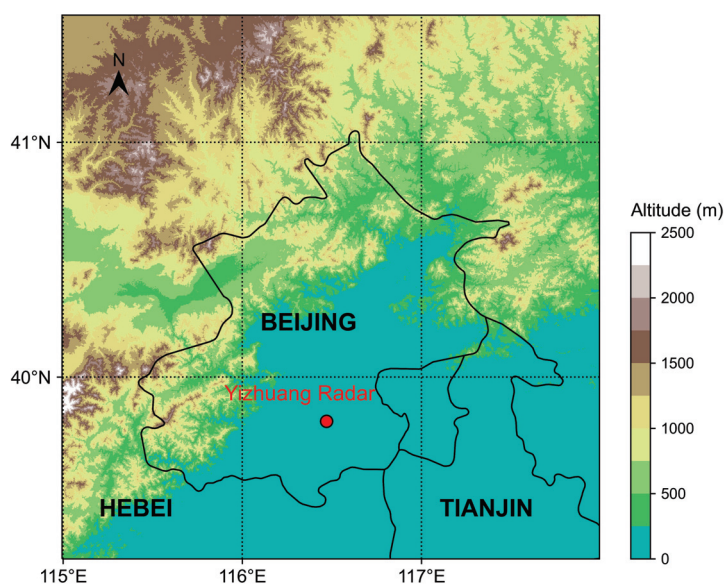 N
41°N
40°N
115°E
116°E
117°E
BEIJING
Yizhuang Radar
HEBEI
TIANJIN
Altitude (m)
2500
2000
1500
1000
500
0